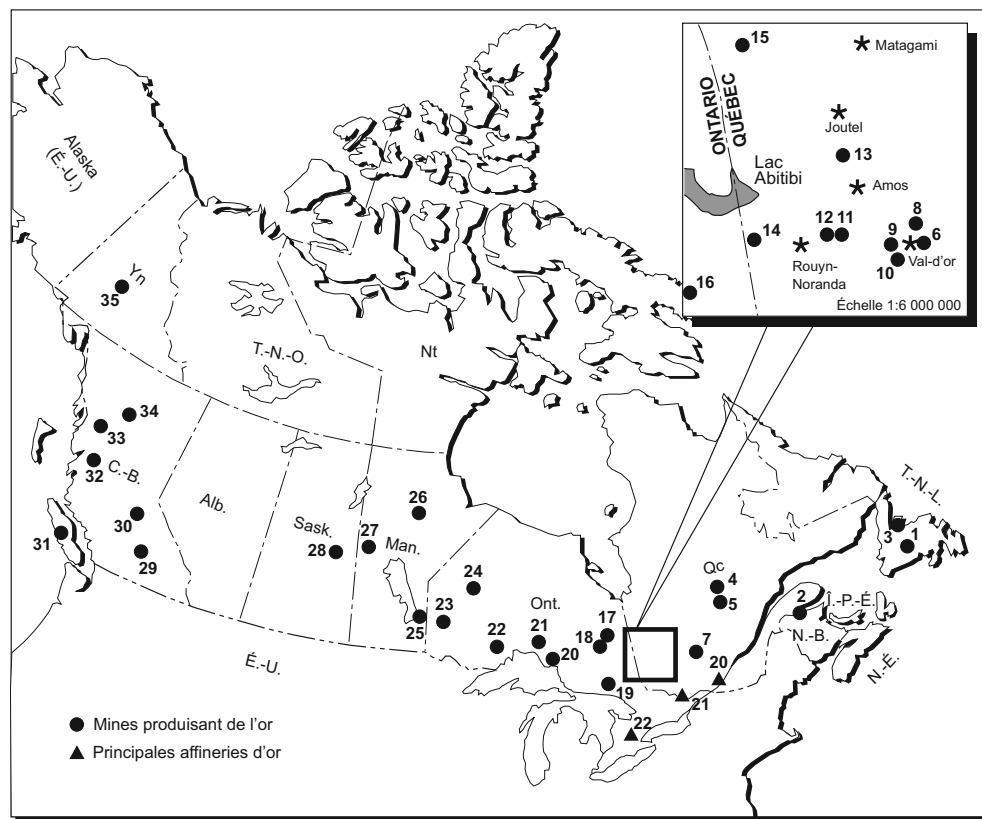 15
Matagami
ONTARIO
QUÉBEC
Joutel
13
Lac
Abitibi
Amos
8
12 11
9
6
14
Val-d'or
10
Rouyn-
Noranda
16
Échelle 1:6 000 000
Alaska
(É.-U.)
Yn
35
T.-N.-O.
Nt
34
33
32
C.-B.
Alb.
Sask.
Man.
26
30
31
29
28
27
24
25
23
22
21
20
Ont.
17
18
19
Qc
4
5
7
20
21
22
T.-N.-L.
3
1
2
Î.-P.-É.
N.-B.
N.-É.
É.-U.
Mines produisant de l'or
Principales affineries d'or